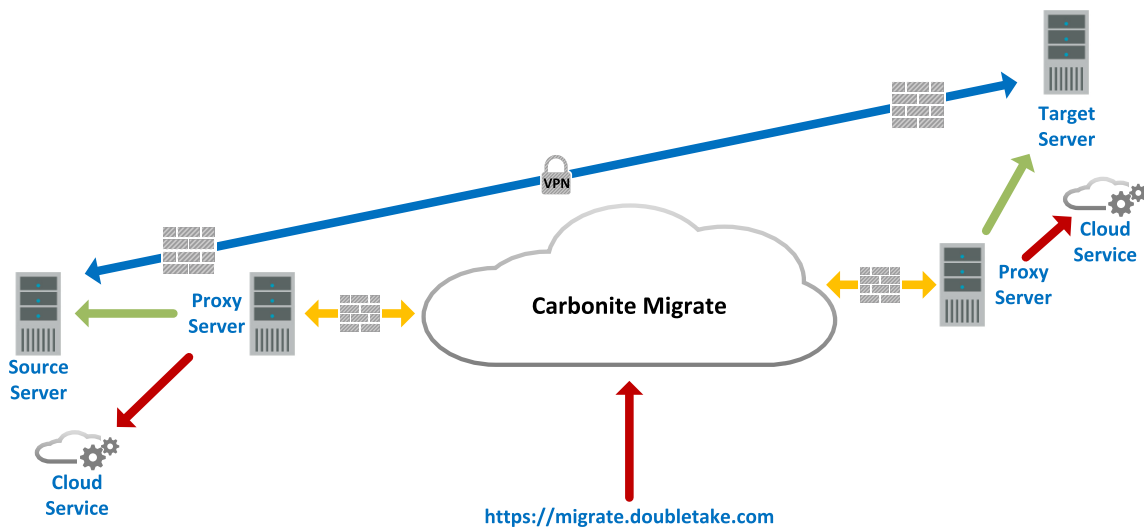 Target
Server
VPN
Cloud
Service
Proxy
Server
Proxy
Server
Carbonite Migrate
Source
Server
Cloud
Service
https://migrate.doubletake.com